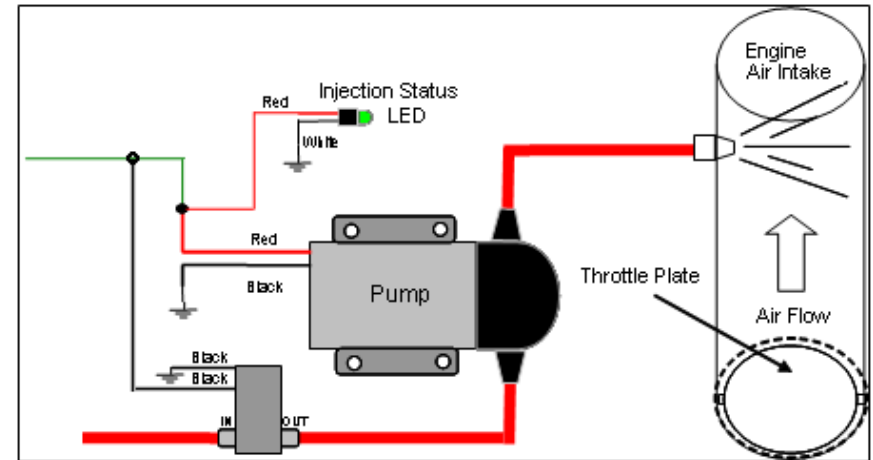 Engine
Air Intake
Injection Status
LED
Red
White
Red
Black
Pump
Throttle Plate
Air Flow
Black
Black
IN
OUT